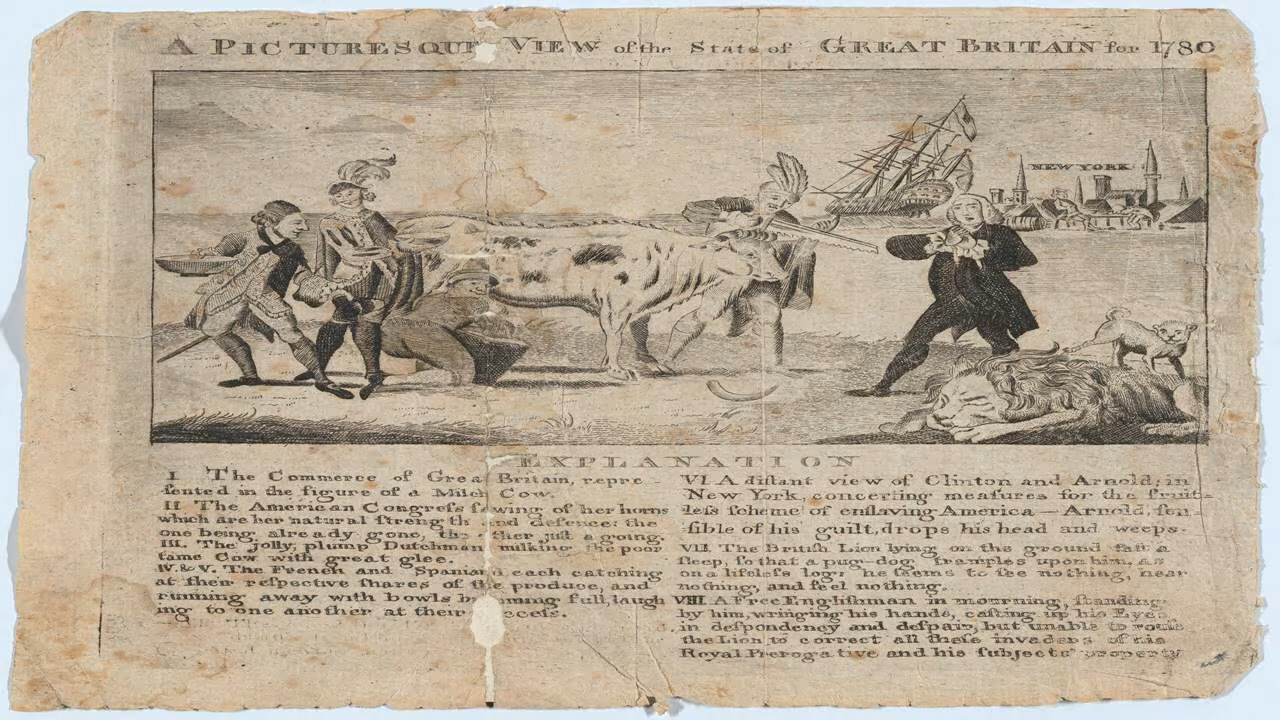 A PICTURESQUE VIEW of the State of GREAT BRITAIN for 1780
NEW YORK
EXPLANATION
I The Commerce of Grea Britain, repre-
ſented in the figure of a Milch Cow.
II The American Congreſs ſ wing of her horns
which are her natural ſtrength and defence: the
one being already gone, the ther juſt a going.
III. The jolly, plump Dutchman milking the poor
tame Cow with great glee.
IV. & V. The French and Spaniard each catching
at their reſpective ſhares of the produce, and
running away with bowls b mming full, laugh
ing to one another at their cceſs.
VI A diſtant view of Clinton and Arnold; in
New York, concerting meaſures for the fruit-
leſs ſcheme of enſlaving America — Arnold, ſen-
ſible of his guilt, drops his head and weeps.
VII. The Britiſh Lion lying on the ground faſt a
ſleep, ſo that a pug-dog tramples upon him, as
on a lifeleſs log: he ſeems to ſee nothing, hear
nothing, and feel nothing.
VIII. A Free Engliſhman in mourning, ſtanding
by him, wringing his hands, caſting up his Eye
in deſpondency and deſpair, but unable to rouſe
the Lion to correct all theſe invaders of his
Royal Prerogative and his ſubjects' property